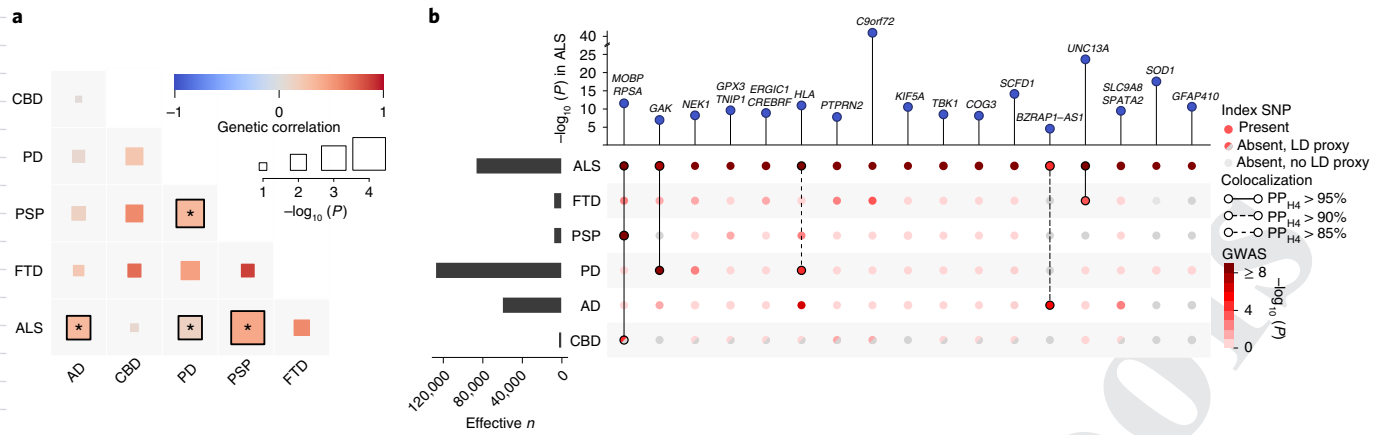 a
CBD
PD
PSP
FTD
ALS
AD
CBD
PD
PSP
FTD
−1
0
1
Genetic correlation
1
2
3
4
−log10 (P)
*
*
*
*
b
−log10 (P) in ALS
40
25
20
15
10
5
MOBP
RPSA
GAK
NEK1
GPX3
TNIP1
ERGIC1
CREBRF
HLA
PTPRN2
C9orf72
KIF5A
TBK1
COG3
SCFD1
BZRAP1–AS1
UNC13A
SLC9A8
SPATA2
SOD1
GFAP410
ALS
FTD
PSP
PD
AD
CBD
120,000
80,000
40,000
0
Effective n
Index SNP
Present
Absent, LD proxy
Absent, no LD proxy
Colocalization
PPH4 > 95%
PPH4 > 90%
PPH4 > 85%
GWAS
≥ 8
4
0
−log10 (P)